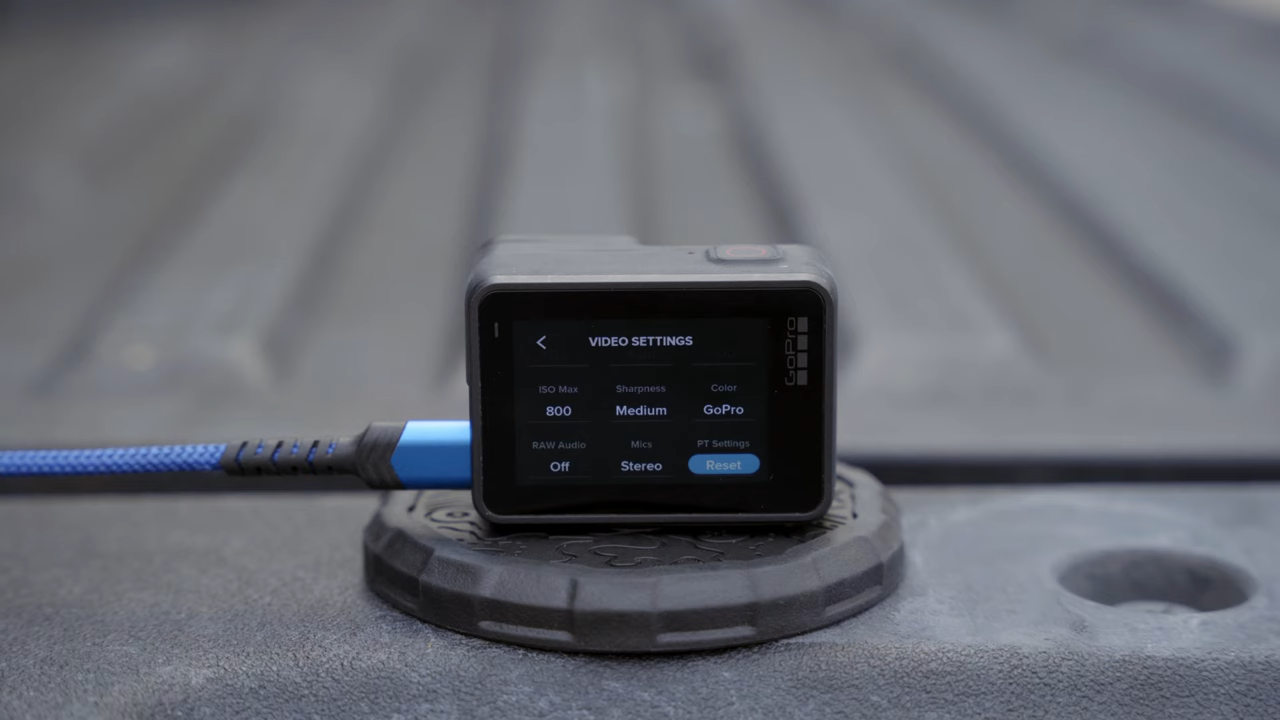 VIDEO SETTINGS
ISO Max Sharpness Color
800 Medium GoPro
RAW Audio Mics PT Settings
Off Stereo Reset
GoPro